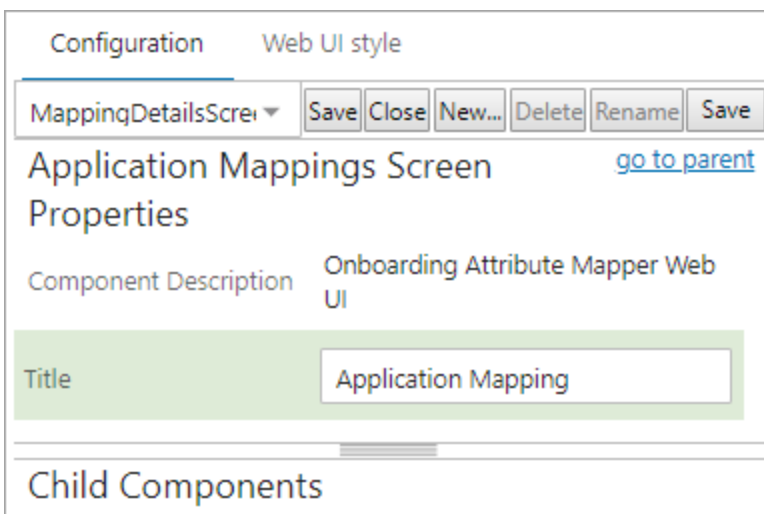 Configuration Web UI style
MappingDetailsScre Save Close New... Delete Rename Save
Application Mappings Screen go to parent
Properties
Component Description Onboarding Attribute Mapper Web
UI
Title Application Mapping
Child Components